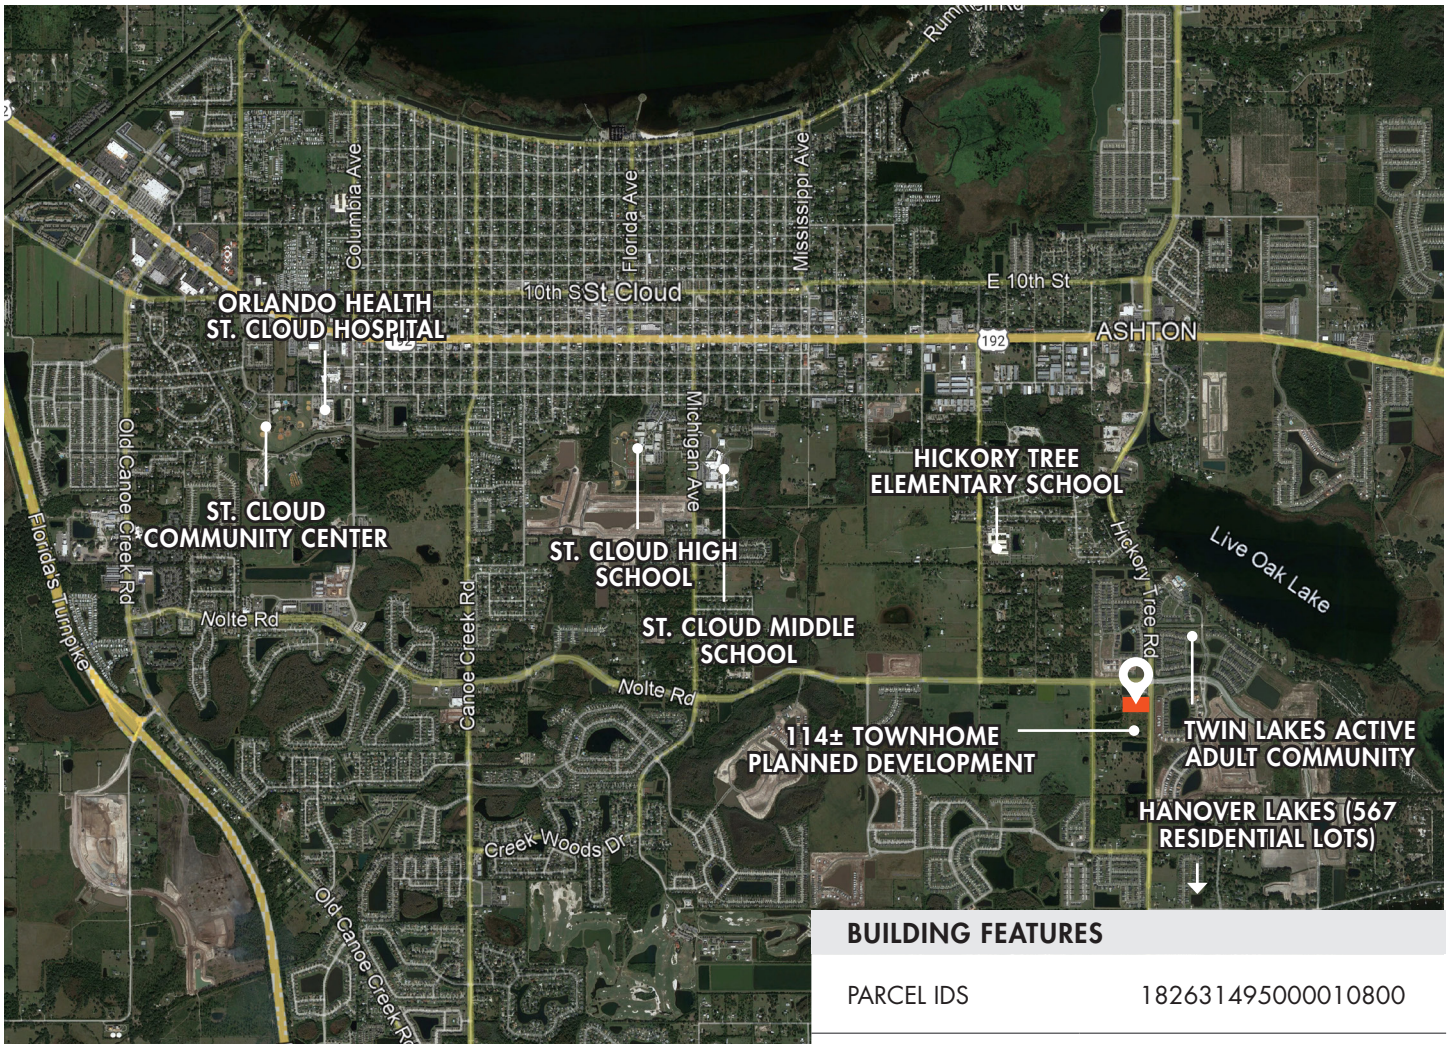 Rummell Rd
2
Columbia Ave
Florida Ave
Mississippi Ave
10th S
St Cloud
E 10th St
ORLANDO HEALTH
ST. CLOUD HOSPITAL
192
192
ASHTON
Old Canoe Creek Rd
Michigan Ave
HICKORY TREE
ELEMENTARY SCHOOL
ST. CLOUD
COMMUNITY CENTER
ST. CLOUD HIGH
SCHOOL
Hickory Tree Rd
Live Oak Lake
Florida's Turnpike
Nolte Rd
Canoe Creek Rd
ST. CLOUD MIDDLE
SCHOOL
Nolte Rd
114± TOWNHOME
PLANNED DEVELOPMENT
TWIN LAKES ACTIVE
ADULT COMMUNITY
HANOVER LAKES (567
RESIDENTIAL LOTS)
Creek Woods Dr
Old Canoe Creek Rd
BUILDING FEATURES
PARCEL IDS 182631495000010800